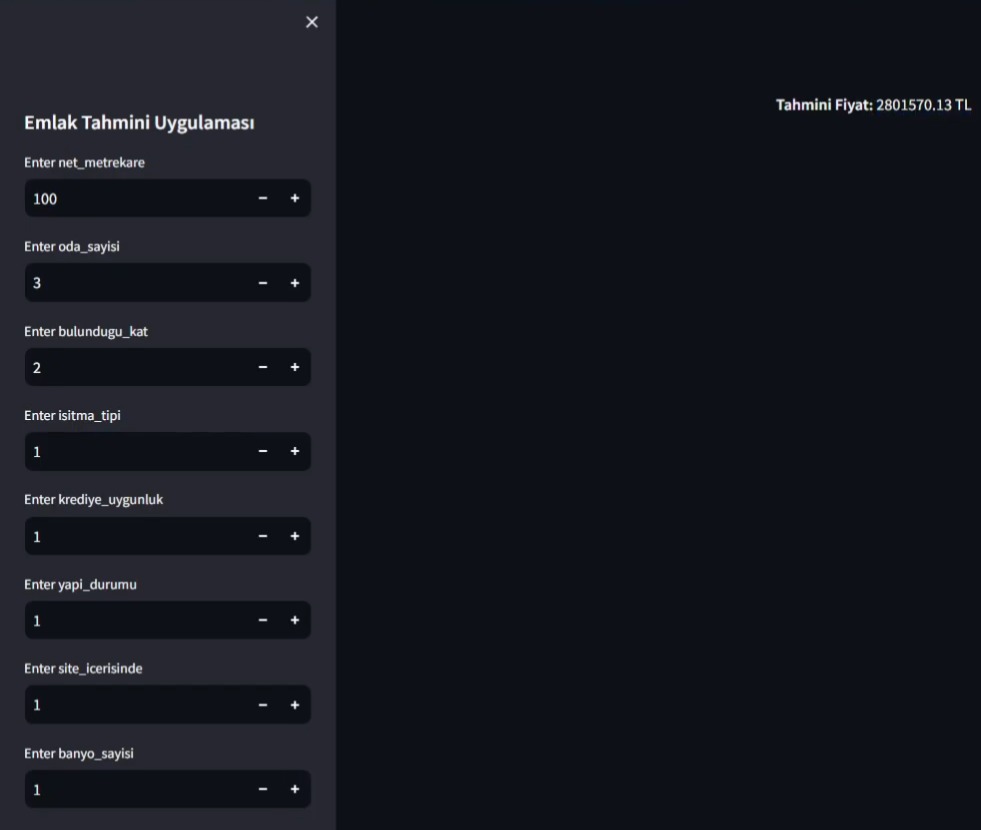 Emlak Tahmini Uygulaması
Enter net_metrekare
100
Enter oda_sayisi
3
Enter bulundugu_kat
2
Enter isitma_tipi
1
Enter krediye_uygunluk
1
Enter yapi_durumu
1
Enter site_icerisinde
1
Enter banyo_sayisi
1
Tahmini Fiyat: 2801570.13 TL